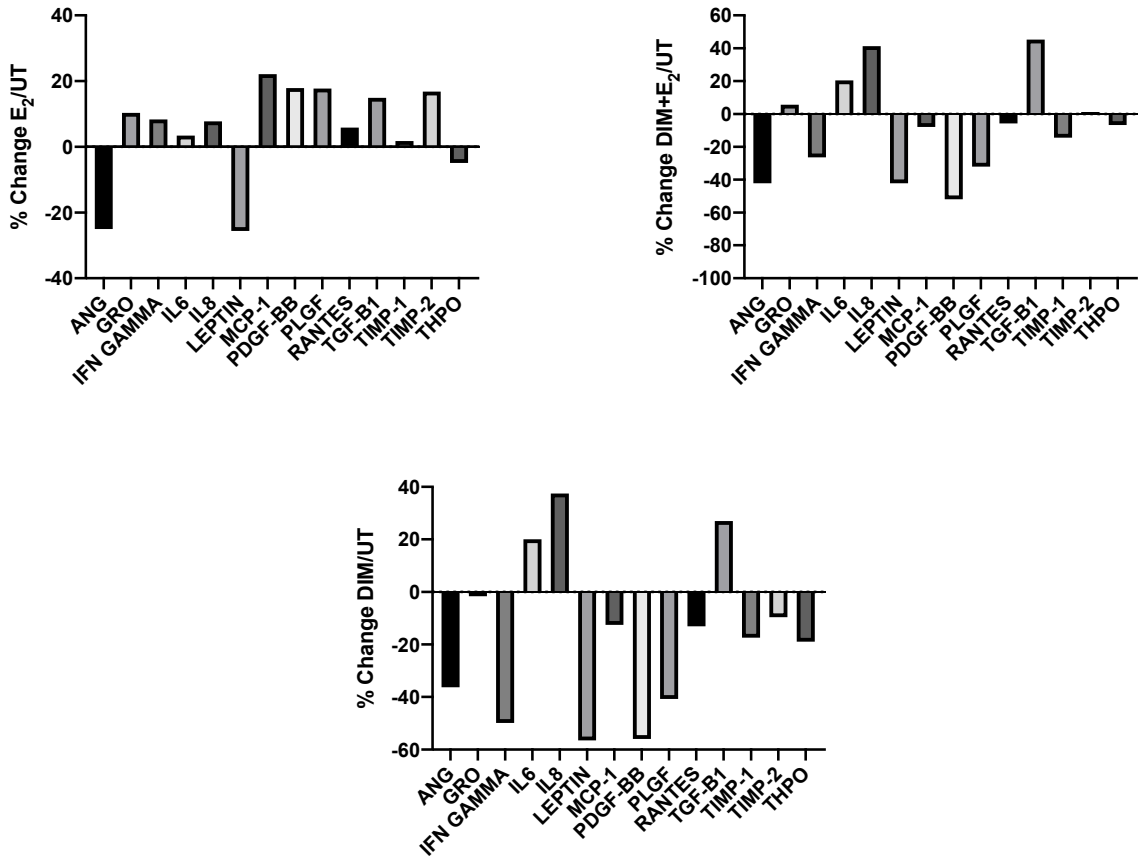 % Change E₂/UT
40
20
0
-20
-40
ANG
GRO
IFN GAMMA
IL6
IL8
LEPTIN
MCP-1
PDGF-BB
PLGF
RANTES
TGF-B1
TIMP-1
TIMP-2
THPO
% Change DIM+E₂/UT
60
40
20
0
-20
-40
-60
-80
-100
ANG
GRO
IFN GAMMA
IL6
IL8
LEPTIN
MCP-1
PDGF-BB
PLGF
RANTES
TGF-B1
TIMP-1
TIMP-2
THPO
% Change DIM/UT
40
20
0
-20
-40
-60
ANG
GRO
IFN GAMMA
IL6
IL8
LEPTIN
MCP-1
PDGF-BB
PLGF
RANTES
TGF-B1
TIMP-1
TIMP-2
THPO